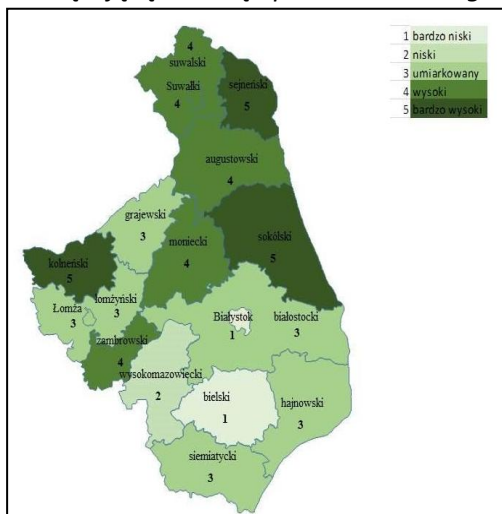 1 bardzo niski
2 niski
3 umiarkowany
4 wysoki
5 bardzo wysoki
4
suwalski
Suwałki
4
sejneński
5
augustowski
4
grajewski
3
moniecki
4
sokólski
5
kolneński
5
Łomża
3
łomżyński
3
zambrowski
4
Białystok
1
białostocki
3
wysokomazowiecki
2
bielski
1
hajnowski
3
siemiatycki
3